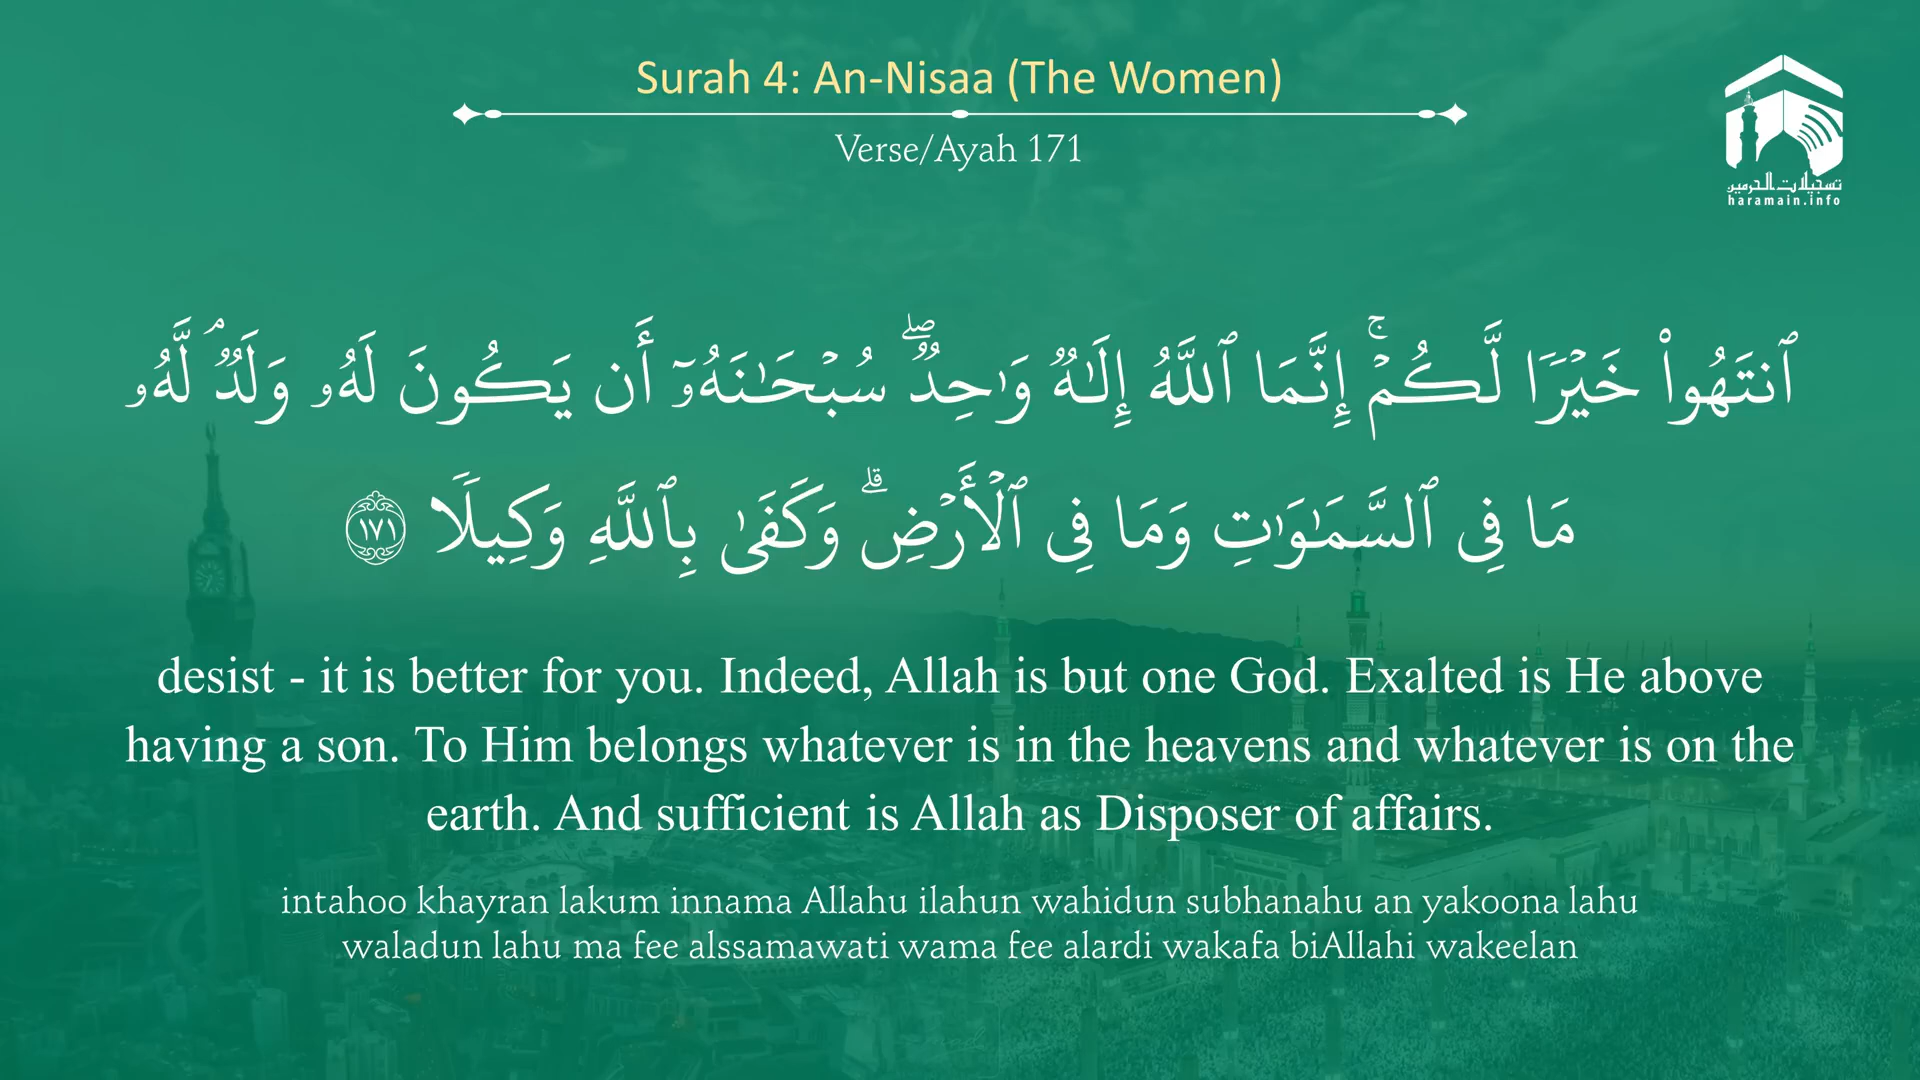 Surah 4: An-Nisaa (The Women)
Verse/Ayah 171
تسجيلات الحرمين
haramain.info
ٱنتَهُوا۟ خَيْرًا لَّكُمْ ۚ إِنَّمَا ٱللَّهُ إِلَـٰهٌ وَٰحِدٌ ۖ سُبْحَـٰنَهُۥٓ أَن يَكُونَ لَهُۥ وَلَدٌ ۘ لَّهُۥ
مَا فِى ٱلسَّمَـٰوَٰتِ وَمَا فِى ٱلْأَرْضِ ۗ وَكَفَىٰ بِٱللَّهِ وَكِيلًا ١٧١
desist - it is better for you. Indeed, Allah is but one God. Exalted is He above
having a son. To Him belongs whatever is in the heavens and whatever is on the
earth. And sufficient is Allah as Disposer of affairs.
intahoo khayran lakum innama Allahu ilahun wahidun subhanahu an yakoona lahu
waladun lahu ma fee alssamawati wama fee alardi wakafa biAllahi wakeelan